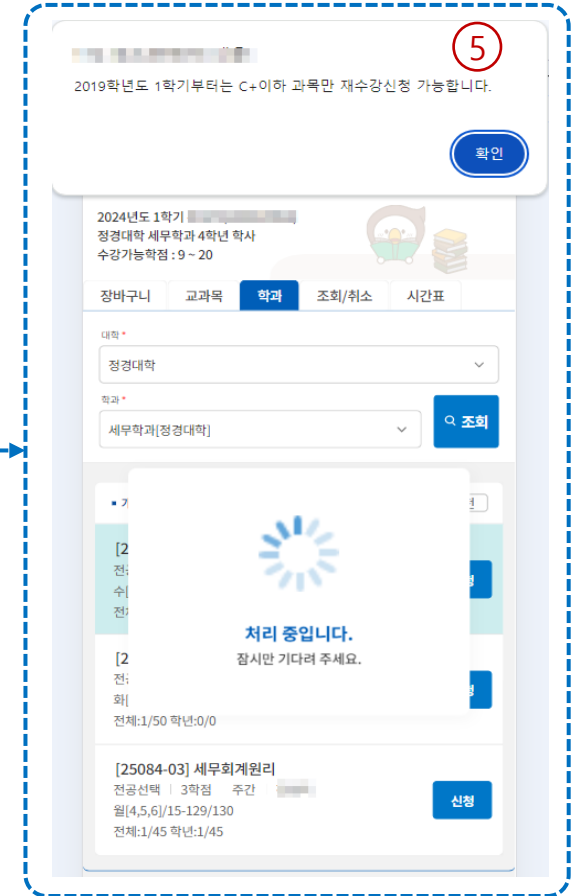 5
2019학년도 1학기부터는 C+이하 과목만 재수강신청 가능합니다.
확인
2024년도 1학기
정경대학 세무학과 4학년 학사
수강가능학점 : 9 ~ 20
장바구니 교과목 학과 조회/취소 시간표
대학 *
정경대학
학과 *
세무학과[정경대학]
조회
[2
수[
처리 중입니다.
잠시만 기다려 주세요.
[2
화[
전체:1/50 학년:0/0
[25084-03] 세무회계원리
전공선택 3학점 주간
월[4,5,6]/15-129/130
신청
전체:1/45 학년:1/45